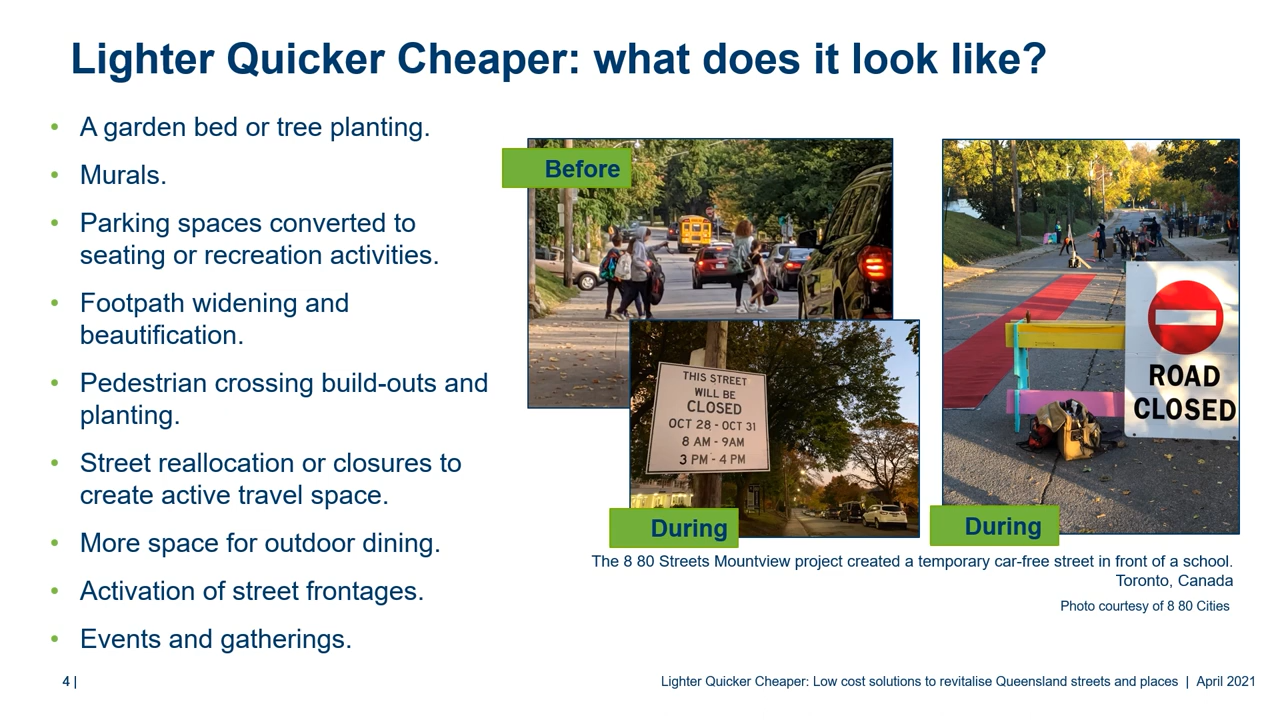 Lighter Quicker Cheaper: what does it look like?
• A garden bed or tree planting.
• Murals.
• Parking spaces converted to
seating or recreation activities.
• Footpath widening and
beautification.
• Pedestrian crossing build-outs and
planting.
• Street reallocation or closures to
create active travel space.
• More space for outdoor dining.
• Activation of street frontages.
• Events and gatherings.
Before
THIS STREET
WILL BE
CLOSED
OCT 28 - OCT 31
8 AM - 9AM
3 PM - 4 PM
During
ROAD
CLOSED
During
The 8 80 Streets Mountview project created a temporary car-free street in front of a school.
Toronto, Canada
Photo courtesy of 8 80 Cities
4 |
Lighter Quicker Cheaper: Low cost solutions to revitalise Queensland streets and places | April 2021